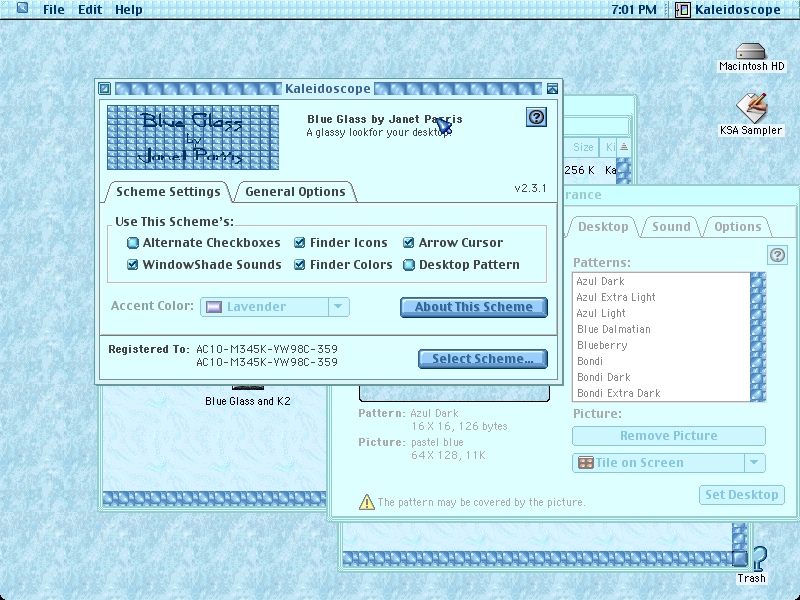 File Edit Help
7:01 PM
Kaleidoscope
Macintosh HD
KSA Sampler
Kaleidoscope
Blue Glass
by
Janet Parris
Blue Glass by Janet Parris
A glassy lookfor your desktop.
Scheme Settings
General Options
v2.3.1
Use This Scheme's:
Alternate Checkboxes
Finder Icons
Arrow Cursor
WindowShade Sounds
Finder Colors
Desktop Pattern
Accent Color:
Lavender
About This Scheme
Registered To: AC10-M345K-VW98C-359
AC10-M345K-VW98C-359
Select Scheme...
Size
Ki
256 K
Ka
rance
Desktop
Sound
Options
Patterns:
Azul Dark
Azul Extra Light
Azul Light
Blue Dalmatian
Blueberry
Bondi
Bondi Dark
Bondi Extra Dark
Picture:
Remove Picture
Tile on Screen
Set Desktop
Pattern: Azul Dark
16 X 16, 126 bytes
Picture: pastel blue
64 X 128, 11K
The pattern may be covered by the picture.
Blue Glass and K2
Trash